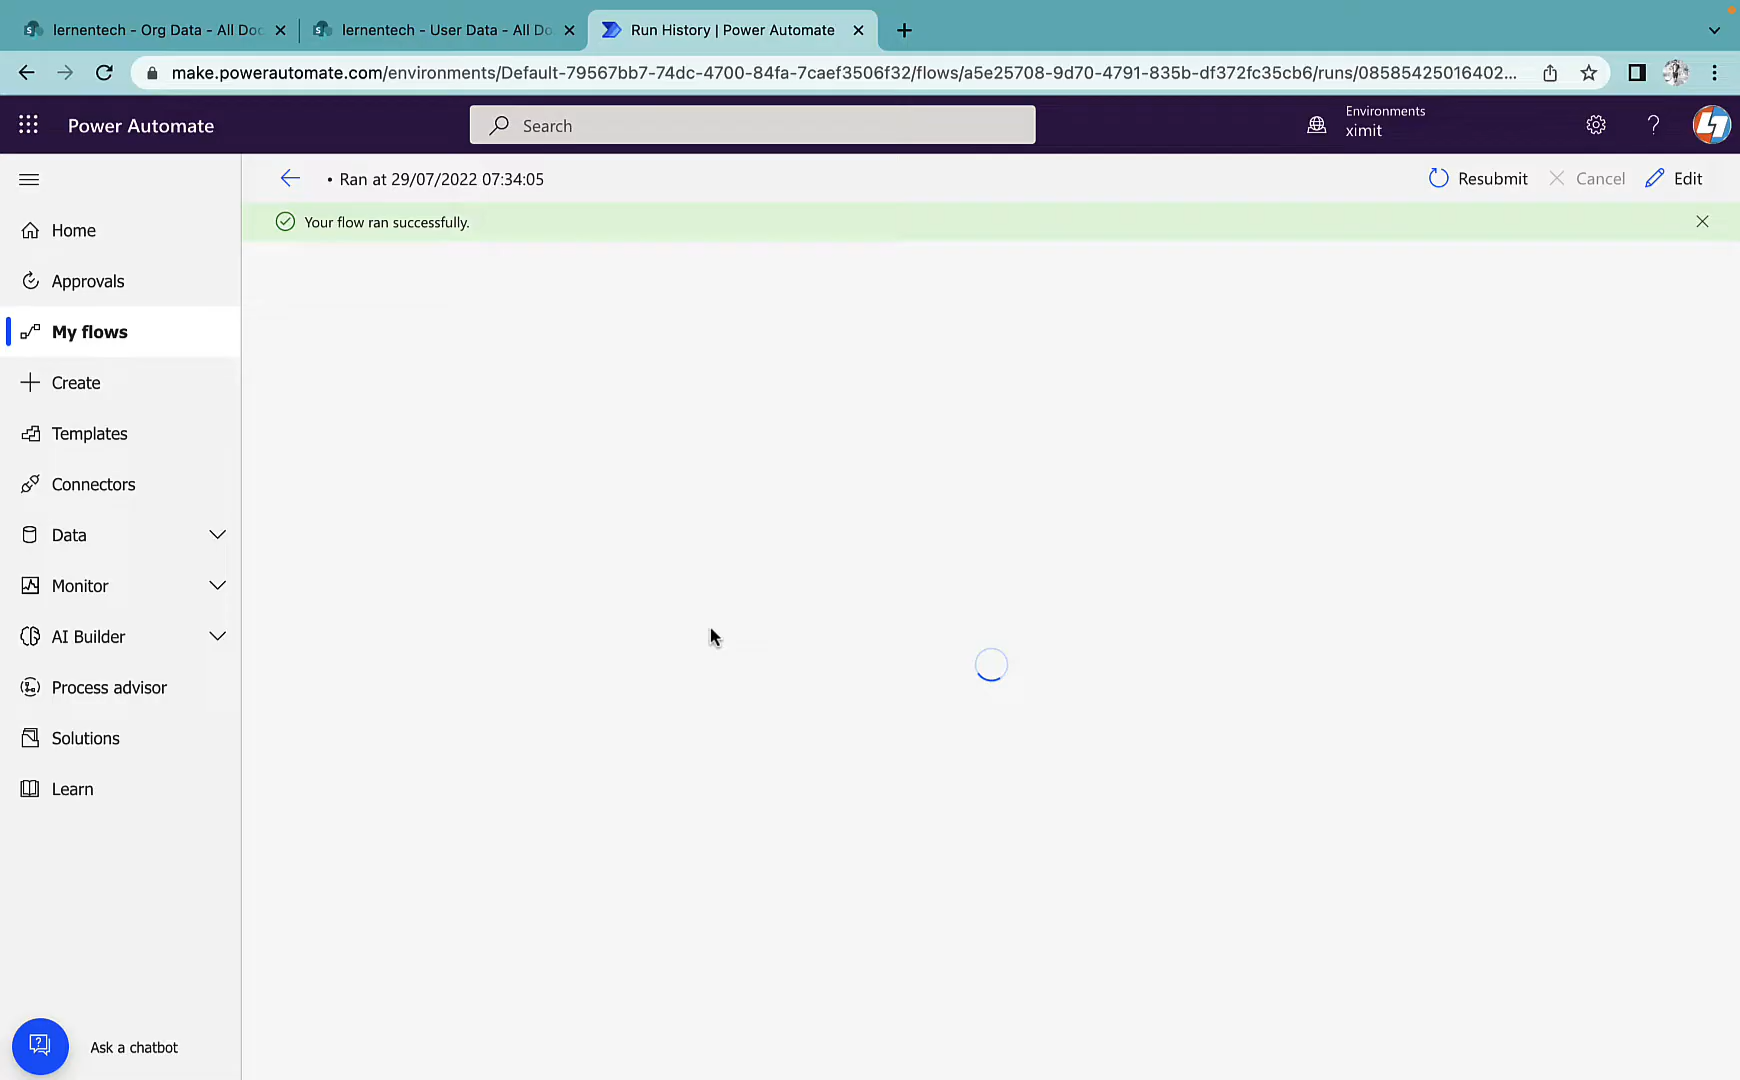 lernentech - Org Data - All Doc
lernentech - User Data - All Do
Run History | Power Automate
make.powerautomate.com/environments/Default-79567bb7-74dc-4700-84fa-7caef3506f32/flows/a5e25708-9d70-4791-835b-df372fc35cb6/runs/08585425016402...
Power Automate
Search
Environments
ximit
• Ran at 29/07/2022 07:34:05
Resubmit
Cancel
Edit
Your flow ran successfully.
Home
Approvals
My flows
Create
Templates
Connectors
Data
Monitor
AI Builder
Process advisor
Solutions
Learn
Ask a chatbot